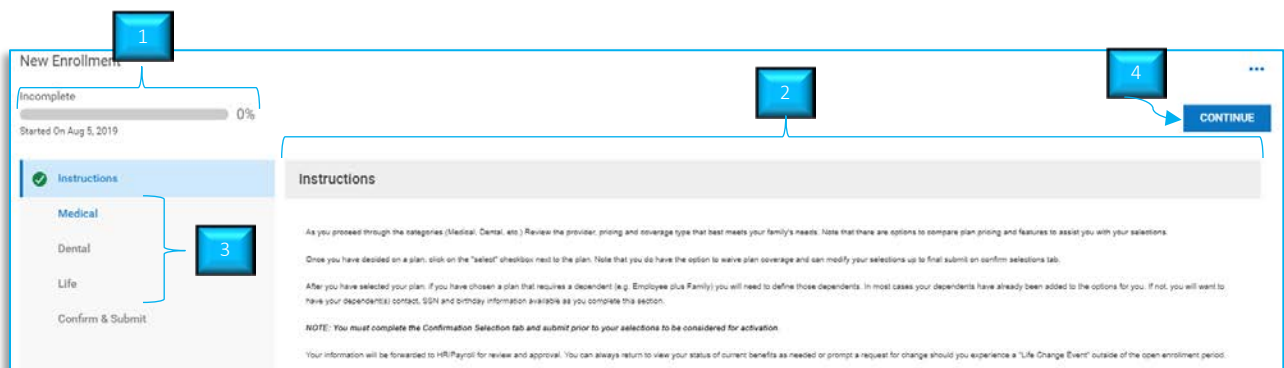 1
New Enrollment
4
Incomplete
2
0%
CONTINUE
Started On Aug 5, 2019
Instructions
Instructions
Medical
As you proceed through the categories (Medical, Dental, etc.) Review the provider, pricing and coverage type that best meets your family's needs. Note that there are options to compare plan pricing and features to assist you with your selections.
3
Dental
Once you have decided on a plan, click on the "select" checkbox next to the plan. Note that you do have the option to waive plan coverage and can modify your selections up to final submit on confirm selections tab.
Life
After you have selected your plan, if you have chosen a plan that requires a dependent (e.g. Employee plus Family) you will need to define those dependents. In most cases your dependents have already been added to the options for you. If not, you will want to
have your dependent(s) contact, SSN and birthday information available as you complete this section.
Confirm & Submit
NOTE: You must complete the Confirmation Selection tab and submit prior to your selections to be considered for activation.
Your information will be forwarded to HR/Payroll for review and approval. You can always return to view your status of current benefits as needed or prompt a request for change should you experience a "Life Change Event" outside of the open enrollment period.